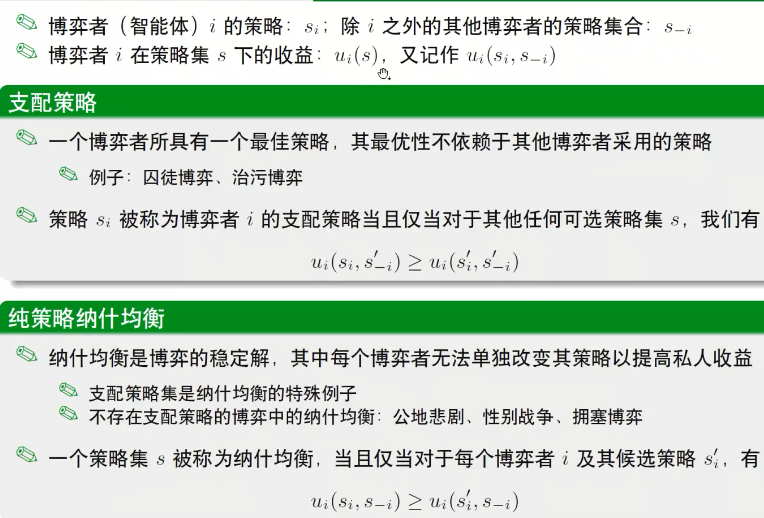 博弈者（智能体）i 的策略：s_i；除 i 之外的其他博弈者的策略集合：s_{-i}
博弈者 i 在策略集 s 下的收益：u_i(s)，又记作 u_i(s_i, s_{-i})
支配策略
一个博弈者所具有一个最佳策略，其最优性不依赖于其他博弈者采用的策略
例子：囚徒博弈、治污博弈
策略 s_i 被称为博弈者 i 的支配策略当且仅当对于其他任何可选策略集 s，我们有
u_i(s_i, s'_{-i}) ≥ u_i(s'_i, s'_{-i})
纯策略纳什均衡
纳什均衡是博弈的稳定解，其中每个博弈者无法单独改变其策略以提高私人收益
支配策略集是纳什均衡的特殊例子
不存在支配策略的博弈中的纳什均衡：公地悲剧、性别战争、拥塞博弈
一个策略集 s 被称为纳什均衡，当且仅当对于每个博弈者 i 及其候选策略 s'_i，有
u_i(s_i, s_{-i}) ≥ u_i(s'_i, s_{-i})